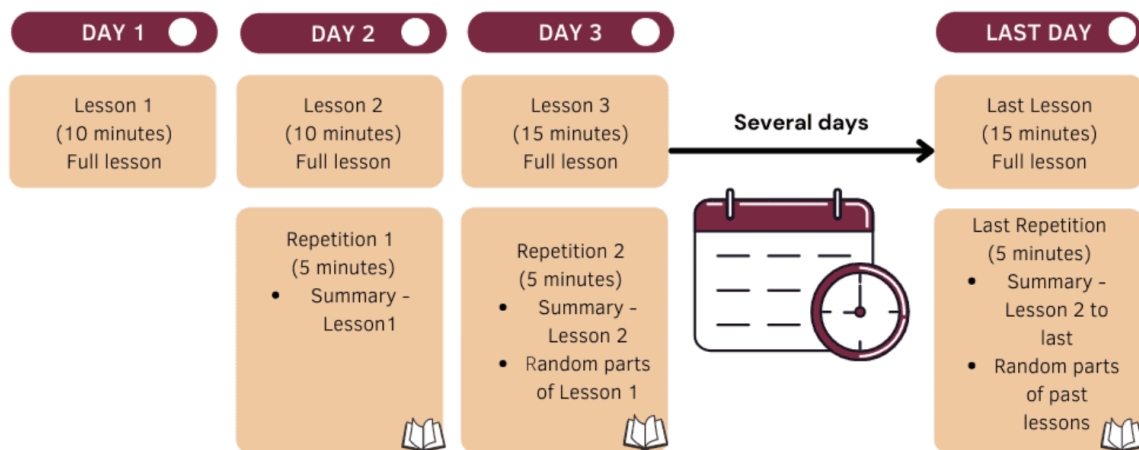 DAY 1
Lesson 1
(10 minutes)
Full lesson
DAY 2
Lesson 2
(10 minutes)
Full lesson
Repetition 1
(5 minutes)
• Summary -
Lesson1
DAY 3
Lesson 3
(15 minutes)
Full lesson
Repetition 2
(5 minutes)
• Summary -
Lesson 2
• Random parts
of Lesson 1
Several days
LAST DAY
Last Lesson
(15 minutes)
Full lesson
Last Repetition
(5 minutes)
• Summary -
Lesson 2 to
last
• Random parts
of past
lessons